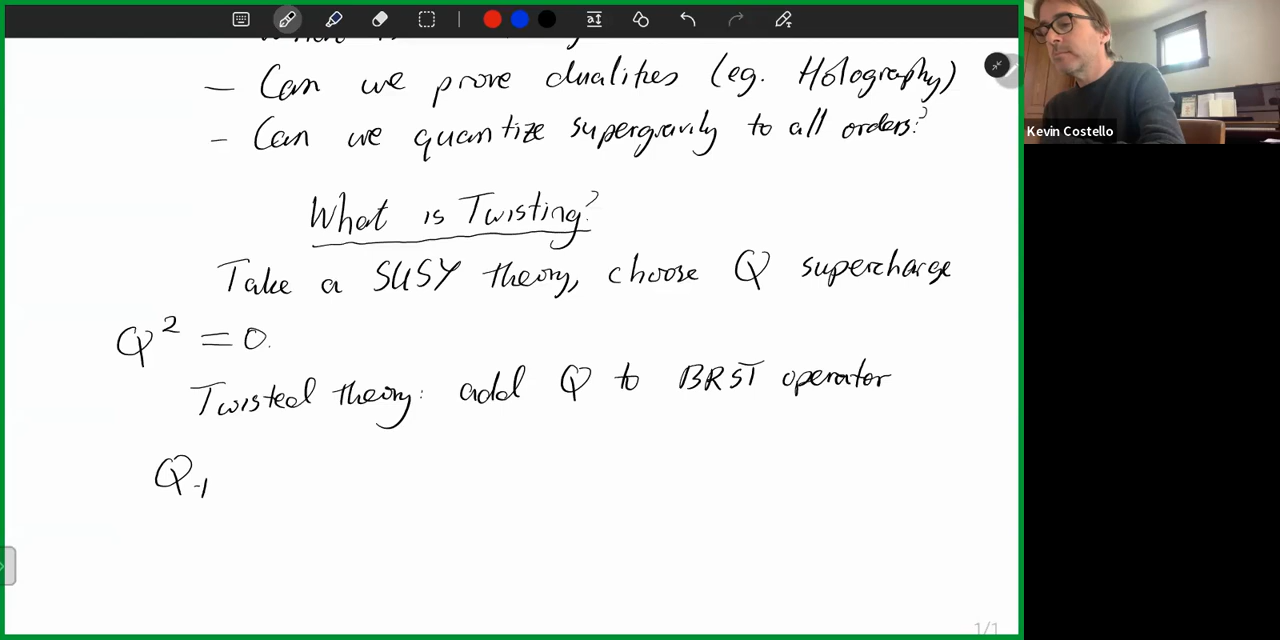 - Can we prove dualities (eg. Holography)
- Can we quantize supergravity to all orders?
What is Twisting?
Take a SUSY theory, choose Q supercharge
Q² = 0.
Twisted theory: add Q to BRST operator
Q
1/1
Kevin Costello